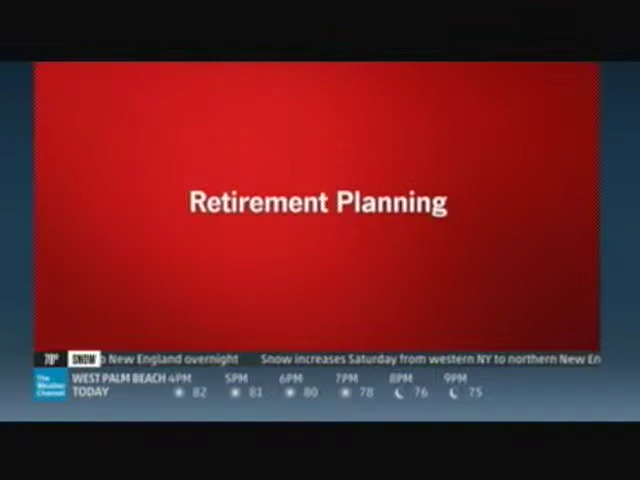 Retirement Planning
78° SNOW o New England overnight Snow increases Saturday from western NY to northern New En
The Weather Channel
WEST PALM BEACH 4PM 5PM 6PM 7PM 8PM 9PM
TODAY 82 81 80 78 76 75